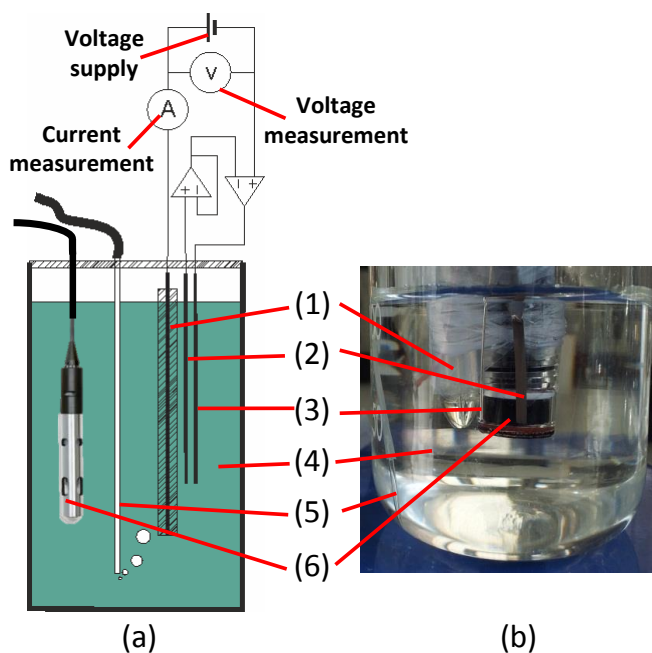 Voltage
supply
V
Voltage
measurement
A
Current
measurement
+ -
- +
(1)
(2)
(3)
(4)
(5)
(6)
(a)
(b)